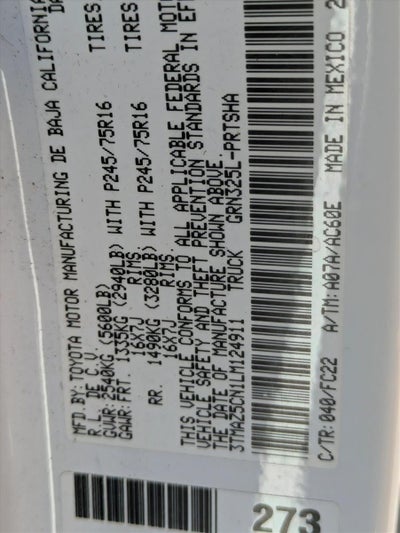 MFD.BY: TOYOTA MOTOR MANUFACTURING DE BAJA CALIFORNIA
R.L. DE C.V.
GVWR: 2540KG (5600LB)
GAWR: FRT. 1335KG (2940LB) WITH P245/75R16 TIRES
16X7J RIMS
RR. 1490KG (3280LB) WITH P245/75R16 TIRES
16X7J RIMS
THIS VEHICLE CONFORMS TO ALL APPLICABLE FEDERAL MOTO
VEHICLE SAFETY AND THEFT PREVENTION STANDARDS IN EF
THE DATE OF MANUFACTURE SHOWN ABOVE.
3TMAZ5CN1LM124911 TRUCK GRN325L-PRTSHA
C/TR: 040/FC22 A/TM: A07A/AC60E MADE IN MEXICO 2
273